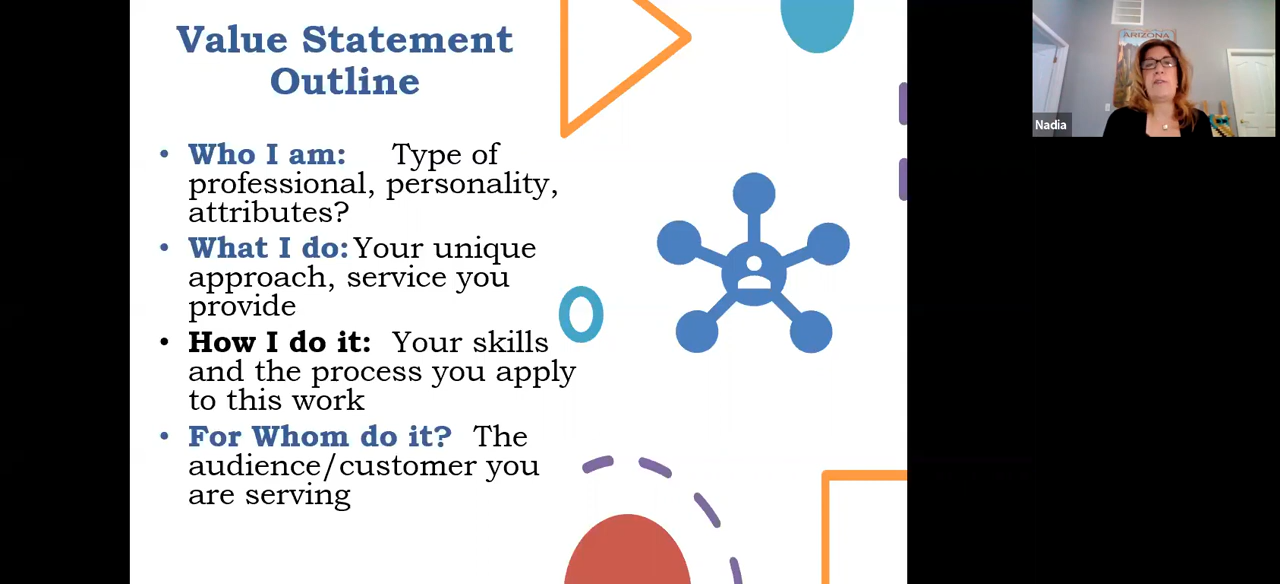 Value Statement
Outline
• Who I am: Type of
professional, personality,
attributes?
• What I do: Your unique
approach, service you
provide
• How I do it: Your skills
and the process you apply
to this work
• For Whom do it? The
audience/customer you
are serving
ARIZONA
Nadia